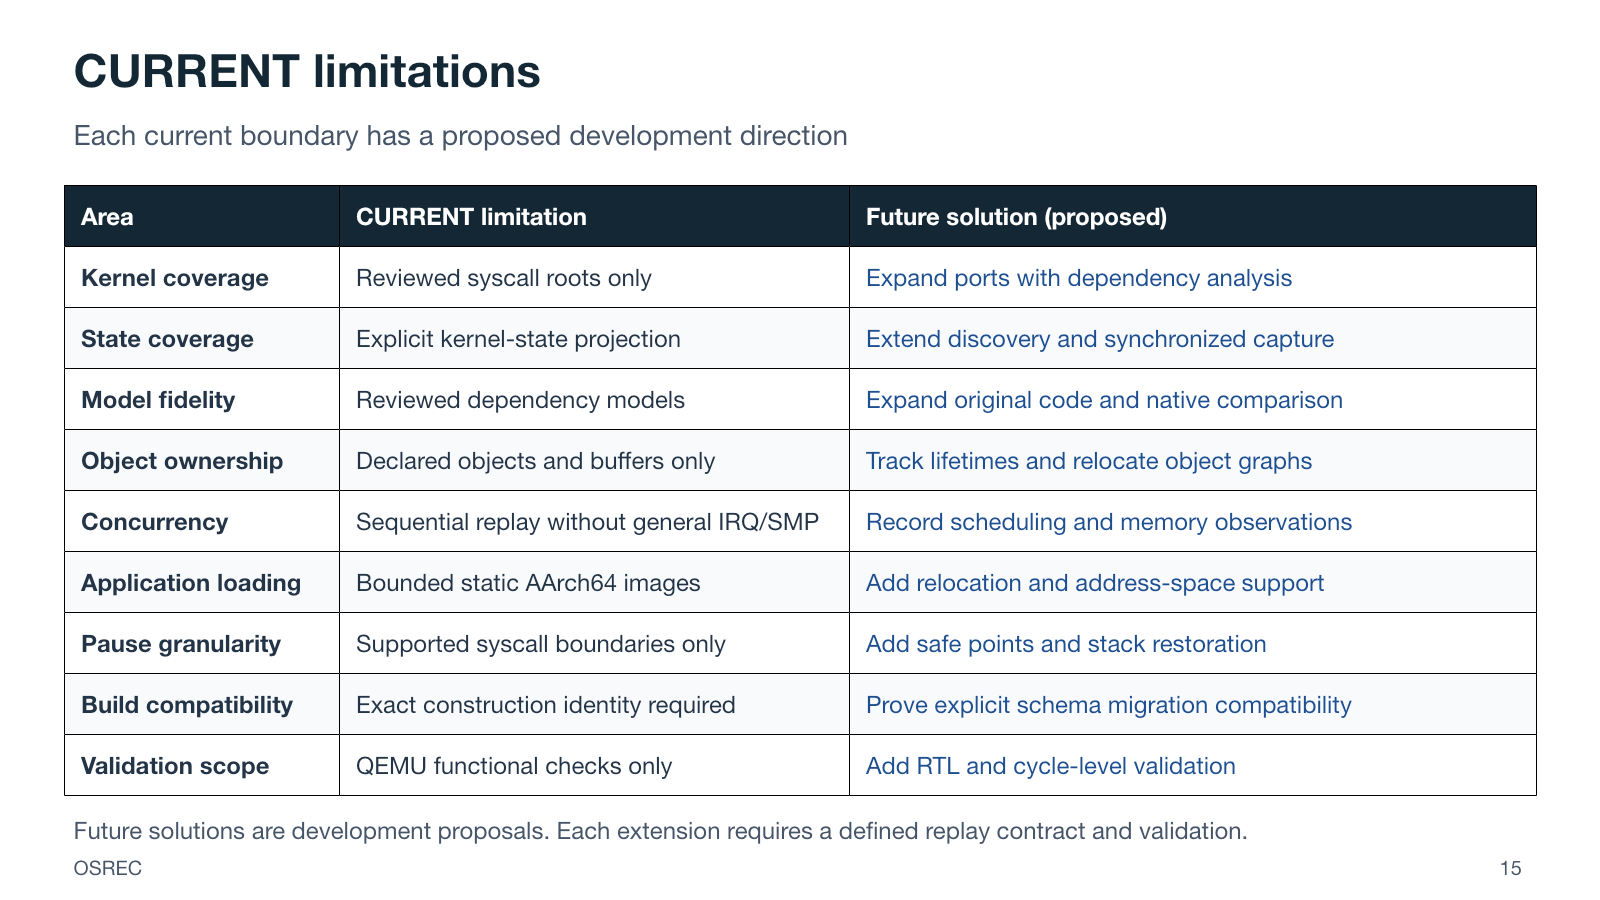 CURRENT limitations
Each current boundary has a proposed development direction
Area CURRENT limitation Future solution (proposed)
Kernel coverage Reviewed syscall roots only Expand ports with dependency analysis
State coverage Explicit kernel-state projection Extend discovery and synchronized capture
Model fidelity Reviewed dependency models Expand original code and native comparison
Object ownership Declared objects and buffers only Track lifetimes and relocate object graphs
Concurrency Sequential replay without general IRQ/SMP Record scheduling and memory observations
Application loading Bounded static AArch64 images Add relocation and address-space support
Pause granularity Supported syscall boundaries only Add safe points and stack restoration
Build compatibility Exact construction identity required Prove explicit schema migration compatibility
Validation scope QEMU functional checks only Add RTL and cycle-level validation
Future solutions are development proposals. Each extension requires a defined replay contract and validation.
OSREC 15